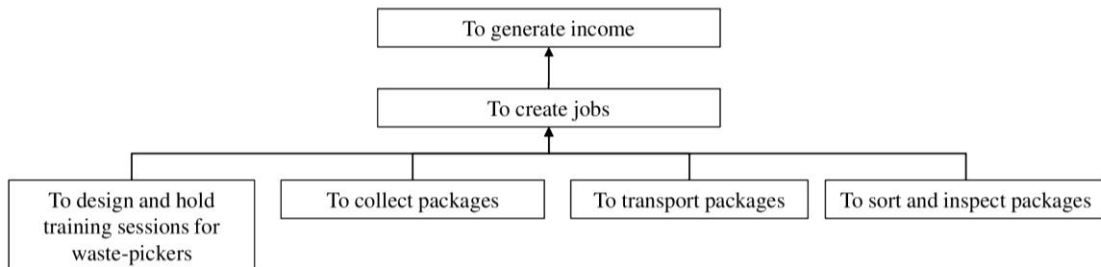 To generate income
To create jobs
To design and hold
training sessions for
waste-pickers
To collect packages
To transport packages
To sort and inspect packages